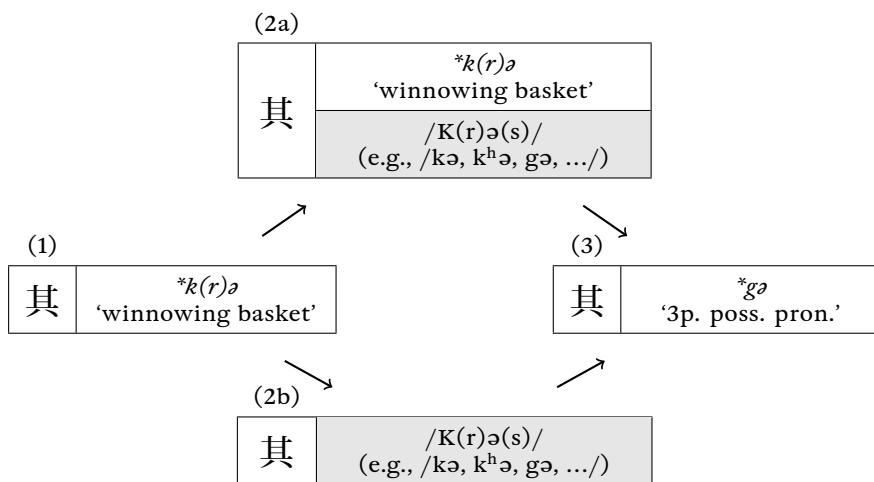 (2a)
其
*k(r)ə
‘winnowing basket’
/K(r)ə(s)/
(e.g., /kə, kʰə, gə, .../)
(1)
其
*k(r)ə
‘winnowing basket’
(3)
其
*gə
‘3p. poss. pron.’
(2b)
其
/K(r)ə(s)/
(e.g., /kə, kʰə, gə, .../)